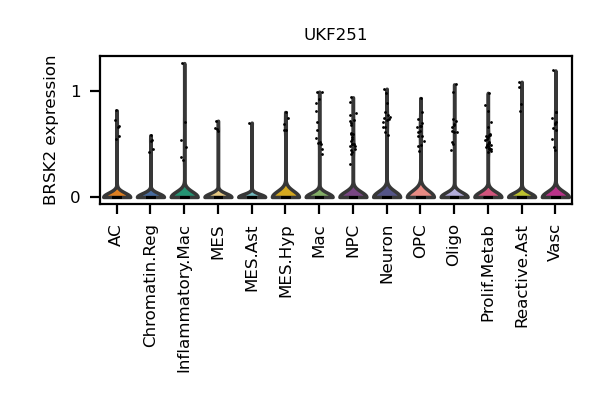 UKF251
BRSK2 expression
1
0
AC
Chromatin.Reg
Inflammatory.Mac
MES
MES.Ast
MES.Hyp
Mac
NPC
Neuron
OPC
Oligo
Prolif.Metab
Reactive.Ast
Vasc